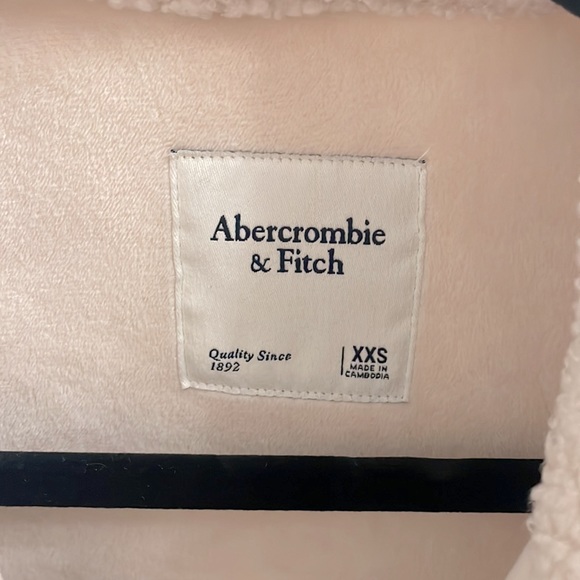 Abercrombie
& Fitch
Quality Since
1892
XXS
MADE IN
CAMBODIA